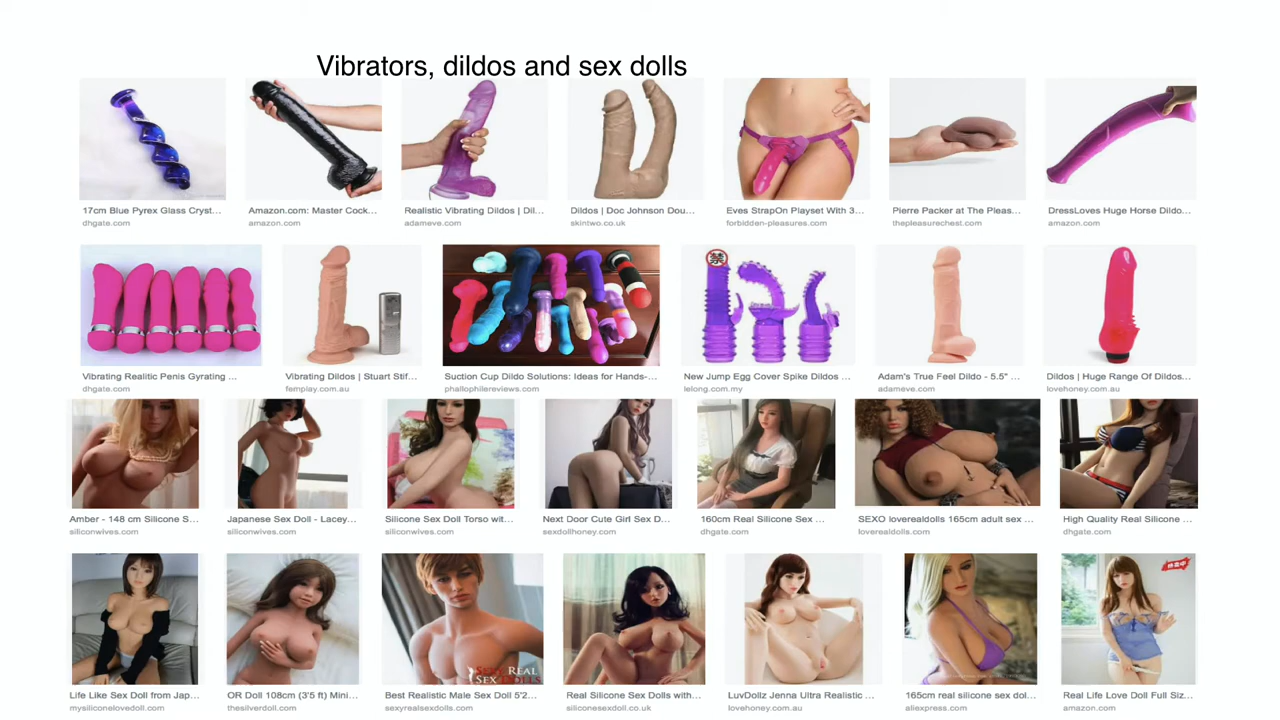 Vibrators, dildos and sex dolls
17cm Blue Pyrex Glass Cryst...
Amazon.com: Master Cock...
Realistic Vibrating Dildos | Dil...
Dildos | Doc Johnson Dou...
Eves StrapOn Playset With 3...
Pierre Packer at The Pleas...
DressLoves Huge Horse Dildo...
dhgate.com
amazon.com
adameve.com
skintwo.co.uk
forbidden-pleasures.com
thepleasurechest.com
amazon.com
禁
Vibrating Realitic Penis Gyrating ...
Vibrating Dildos | Stuart Stif...
Suction Cup Dildo Solutions: Ideas for Hands-...
New Jump Egg Cover Spike Dildos ...
Adam's True Feel Dildo - 5.5" ...
Dildos | Huge Range Of Dildos...
dhgate.com
femplay.com.au
phallophilereviews.com
lelong.com.my
adameve.com
lovehoney.com.au
Amber - 148 cm Silicone S...
Japanese Sex Doll - Lacey...
Silicone Sex Doll Torso wit...
Next Door Cute Girl Sex D...
160cm Real Silicone Sex ...
SEXO loverealdolls 165cm adult sex ...
High Quality Real Silicone ...
siliconwives.com
siliconwives.com
siliconwives.com
sexdollhoney.com
dhgate.com
loverealdolls.com
dhgate.com
SEXY REAL
SEX DOLLS
Life Like Sex Doll from Jap...
OR Doll 108cm (3'5 ft) Mini...
Best Realistic Male Sex Doll 5'2...
Real Silicone Sex Dolls with...
LuvDollz Jenna Ultra Realistic ...
165cm real silicone sex dol...
Real Life Love Doll Full Siz...
mysiliconelovedoll.com
thesilverdoll.com
sexyrealsexdolls.com
siliconesexdoll.co.uk
lovehoney.com.au
aliexpress.com
amazon.com